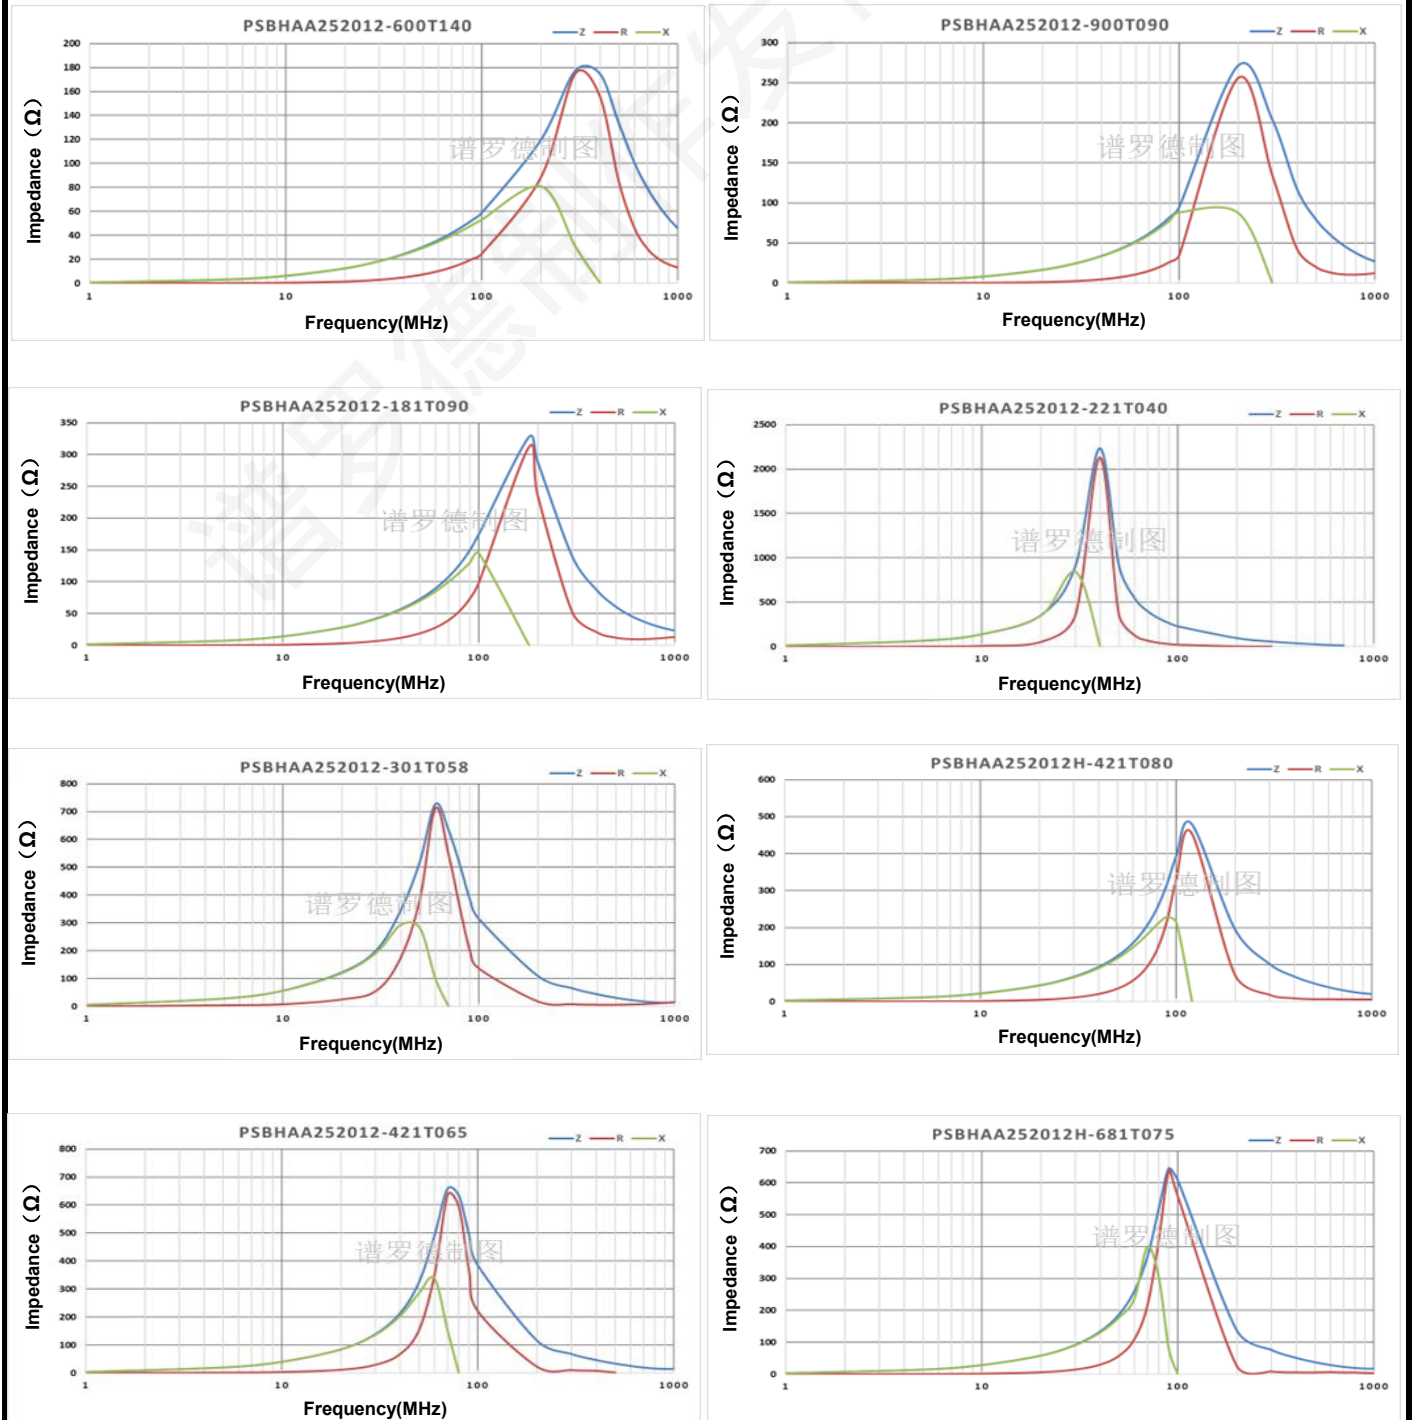 PSBHAA252012-600T140
Z R X
200
180
160
140
120
100
80
60
40
20
0
1 10 100 1000
Impedance（Ω）
Frequency(MHz)
谱罗德制图
PSBHAA252012-900T090
Z R X
300
250
200
150
100
50
0
1 10 100 1000
Impedance（Ω）
Frequency(MHz)
谱罗德制图
PSBHAA252012-181T090
Z R X
350
300
250
200
150
100
50
0
1 10 100 1000
Impedance（Ω）
Frequency(MHz)
谱罗德制图
PSBHAA252012-221T040
Z R X
2500
2000
1500
1000
500
0
1 10 100 1000
Impedance（Ω）
Frequency(MHz)
谱罗德制图
PSBHAA252012-301T058
Z R X
800
700
600
500
400
300
200
100
0
1 10 100 1000
Impedance（Ω）
Frequency(MHz)
谱罗德制图
PSBHAA252012H-421T080
Z R X
600
500
400
300
200
100
0
1 10 100 1000
Impedance（Ω）
Frequency(MHz)
谱罗德制图
PSBHAA252012-421T065
Z R X
800
700
600
500
400
300
200
100
0
1 10 100 1000
Impedance（Ω）
Frequency(MHz)
谱罗德制图
PSBHAA252012H-681T075
Z R X
700
600
500
400
300
200
100
0
1 10 100 1000
Impedance（Ω）
Frequency(MHz)
谱罗德制图
谱罗德制作发